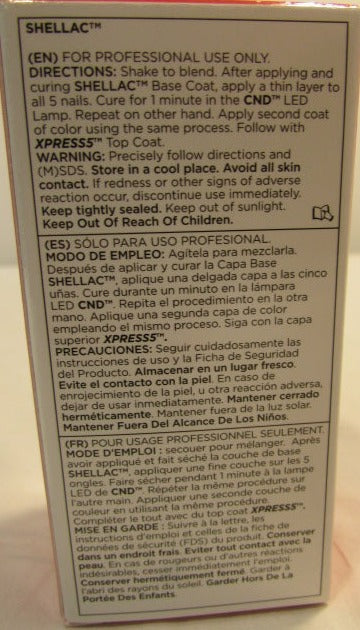 SHELLAC™
(EN) FOR PROFESSIONAL USE ONLY.
DIRECTIONS: Shake to blend. After applying and
curing SHELLAC™ Base Coat, apply a thin layer to
all 5 nails. Cure for 1 minute in the CND™ LED
Lamp. Repeat on other hand. Apply second coat
of color using the same process. Follow with
XPRESS5™ Top Coat.
WARNING: Precisely follow directions and
(M)SDS. Store in a cool place. Avoid all skin
contact. If redness or other signs of adverse
reaction occur, discontinue use immediately.
Keep tightly sealed. Keep out of sunlight.
Keep Out Of Reach Of Children.
(ES) SÓLO PARA USO PROFESIONAL.
MODO DE EMPLEO: Agítela para mezclarla.
Después de aplicar y curar la Capa Base
SHELLAC™, aplique una delgada capa a las cinco
uñas. Cure durante un minuto en la lámpara
LED CND™. Repita el procedimiento en la otra
mano. Aplique una segunda capa de color
empleando el mismo proceso. Siga con la capa
superior XPRESS5™.
PRECAUCIONES: Seguir cuidadosamente las
instrucciones de uso y la Ficha de Seguridad
del Producto. Almacenar en un lugar fresco.
Evite el contacto con la piel. En caso de
enrojecimiento de la piel, u otra reacción adversa,
dejar de usar inmediatamente. Mantener cerrado
herméticamente. Mantener fuera de la luz solar.
Mantener Fuera Del Alcance De Los Niños.
(FR) POUR USAGE PROFESSIONNEL SEULEMENT.
MODE D'EMPLOI : secouer pour mélanger. Après
avoir appliqué et fait séché la couche de base
SHELLAC™, appliquer une fine couche sur les 5
ongles. Faire sécher pendant 1 minute à la lampe
LED de CND™. Répéter la même procédure sur
l'autre main. Appliquer une seconde couche de
couleur en utilisant la même procédure.
Compléter le tout avec du top coat XPRESS5™.
MISE EN GARDE : Suivre à la lettre, les
instructions d'utilisation et celles de la fiche de
données de sécurité (FDS) du produit. Conserver
dans un endroit frais. Eviter tout contact avec la
peau. En cas de rougeurs ou d'autres réactions
indésirables, cesser immédiatement d'utiliser.
Conserver hermétiquement fermé. Garder à
l'abri des rayons du soleil. Garder Hors De La
Portée Des Enfants.